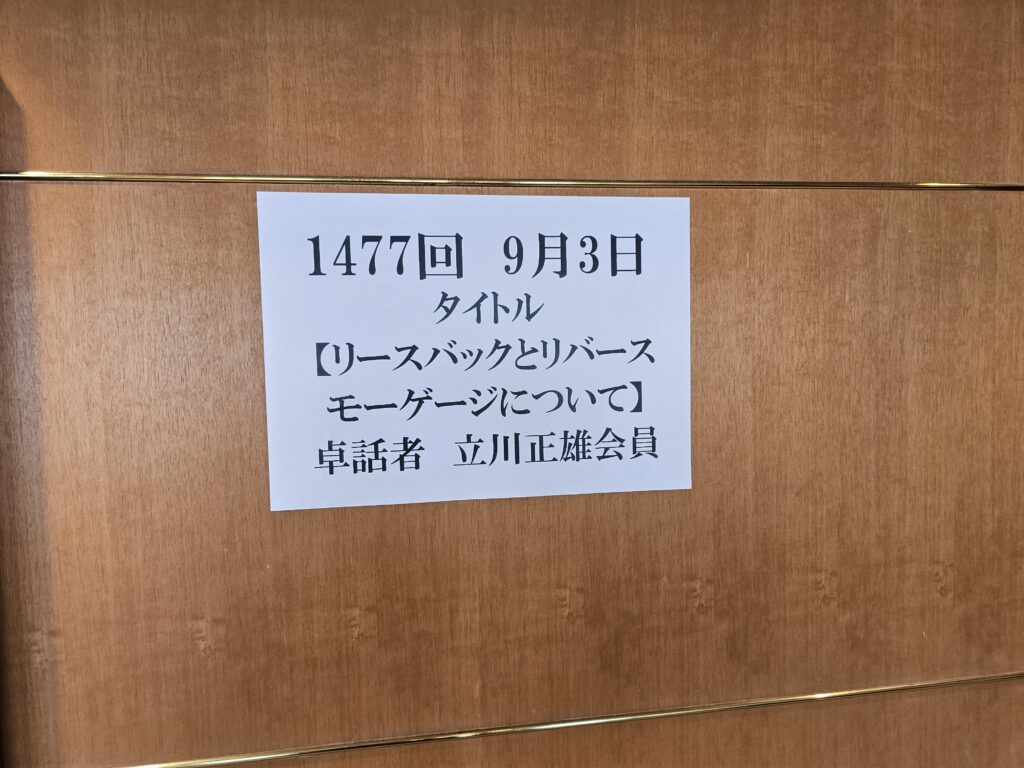 1477回　9月3日
タイトル
【リースバックとリバース
モーゲージについて】
卓話者　立川正雄会員